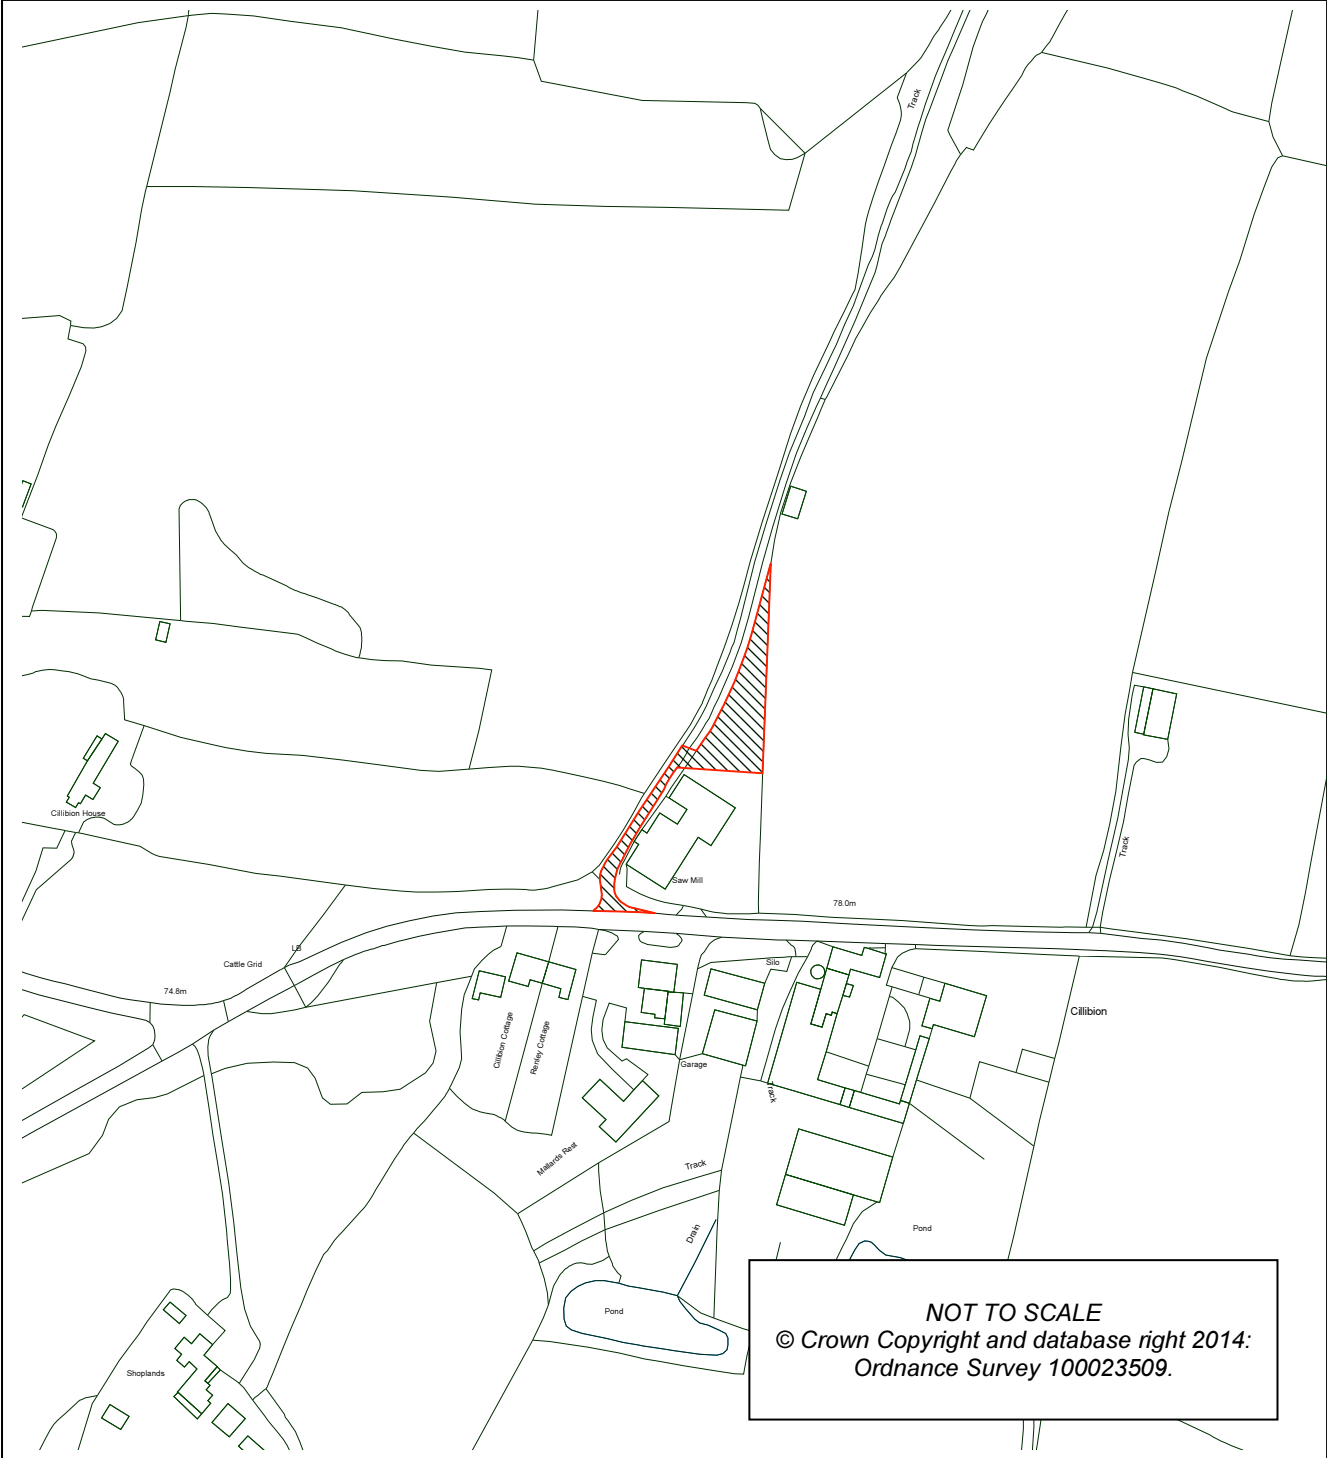 Track
Cillibion House
Saw Mill
78.0m
Track
LB
Cattle Grid
74.8m
Silo
Cillibion
Cillibion Cottage
Renley Cottage
Garage
Track
Mallards Rest
Track
Drain
Pond
Pond
Shoplands
NOT TO SCALE
© Crown Copyright and database right 2014:
Ordnance Survey 100023509.